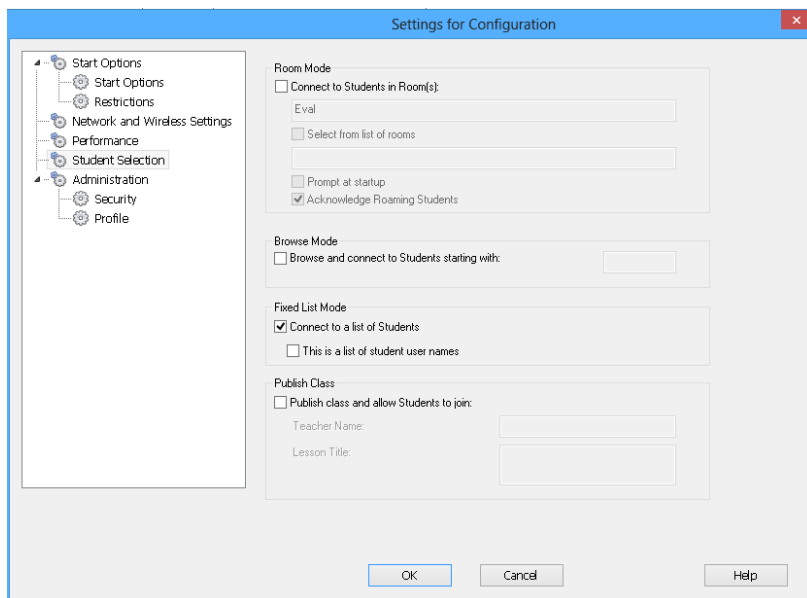 Settings for Configuration
Start Options
Start Options
Restrictions
Network and Wireless Settings
Performance
Student Selection
Administration
Security
Profile
Room Mode
Connect to Students in Room(s):
Eval
Select from list of rooms
Prompt at startup
Acknowledge Roaming Students
Browse Mode
Browse and connect to Students starting with:
Fixed List Mode
Connect to a list of Students
This is a list of student user names
Publish Class
Publish class and allow Students to join:
Teacher Name:
Lesson Title:
OK
Cancel
Help